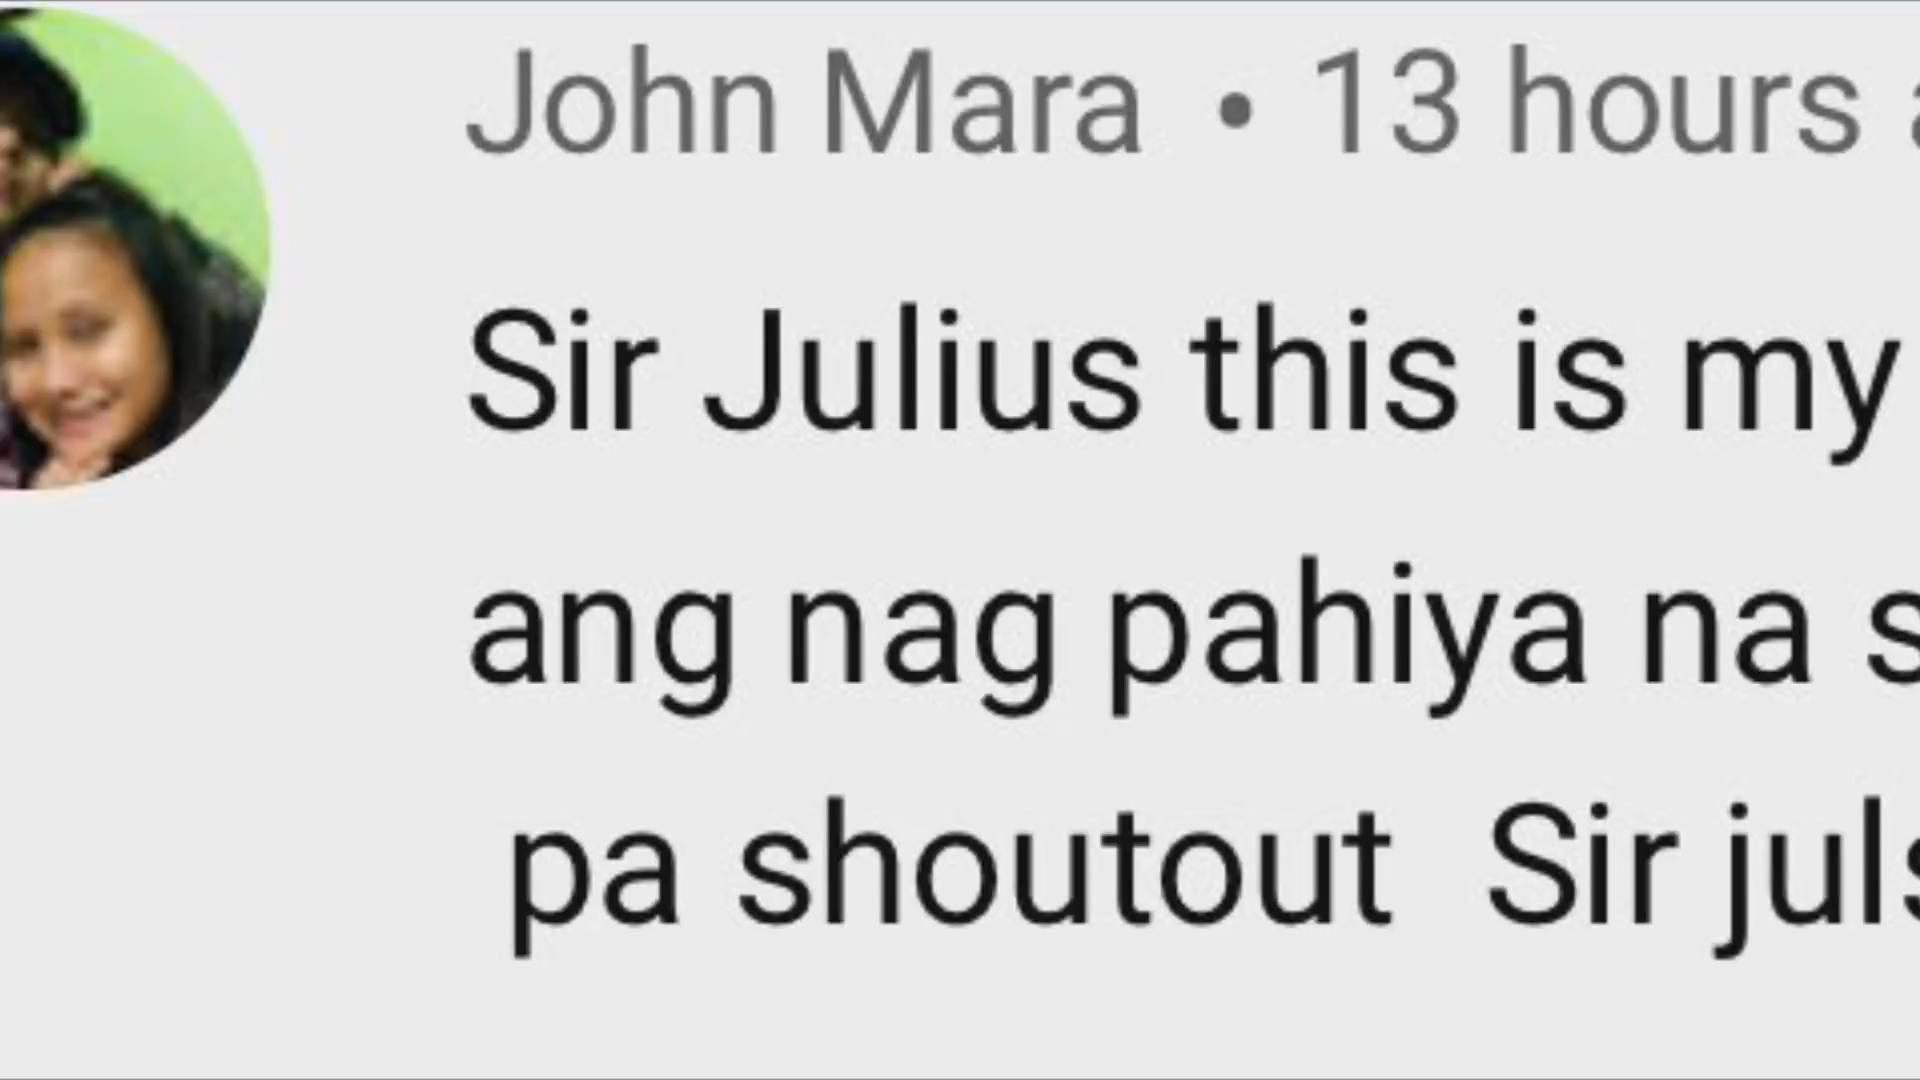 John Mara • 13 hours
Sir Julius this is my
ang nag pahiya na
pa shoutout  Sir juls